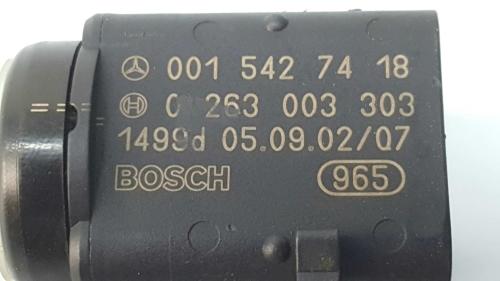 001 542 74 18
0 263 003 303
1499d 05.09.02/07
BOSCH 965